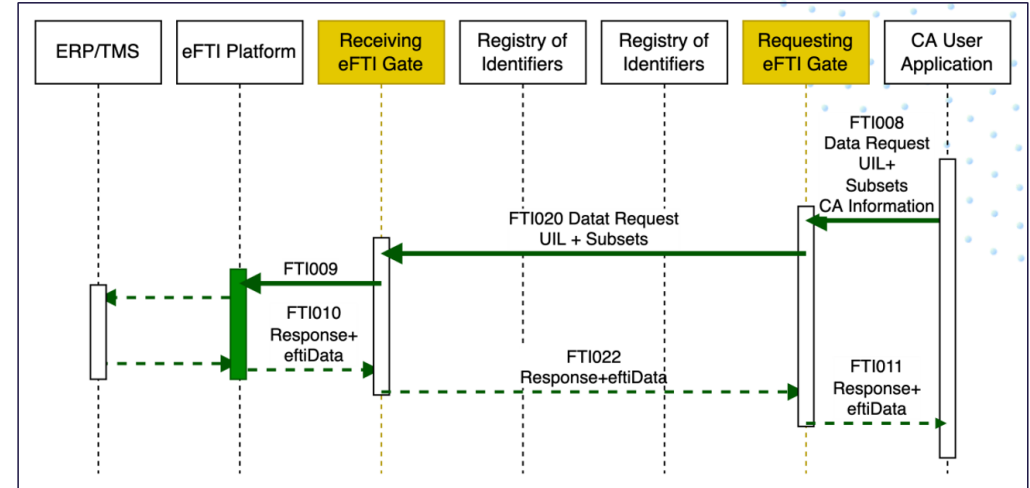 ERP/TMS
eFTI Platform
Receiving
eFTI Gate
Registry of
Identifiers
Registry of
Identifiers
Requesting
eFTI Gate
CA User
Application
FTI008
Data Request
UIL+
Subsets
CA Information
FTI020 Datat Request
UIL + Subsets
FTI009
FTI010
Response+
eftiData
FTI022
Response+eftiData
FTI011
Response+
eftiData